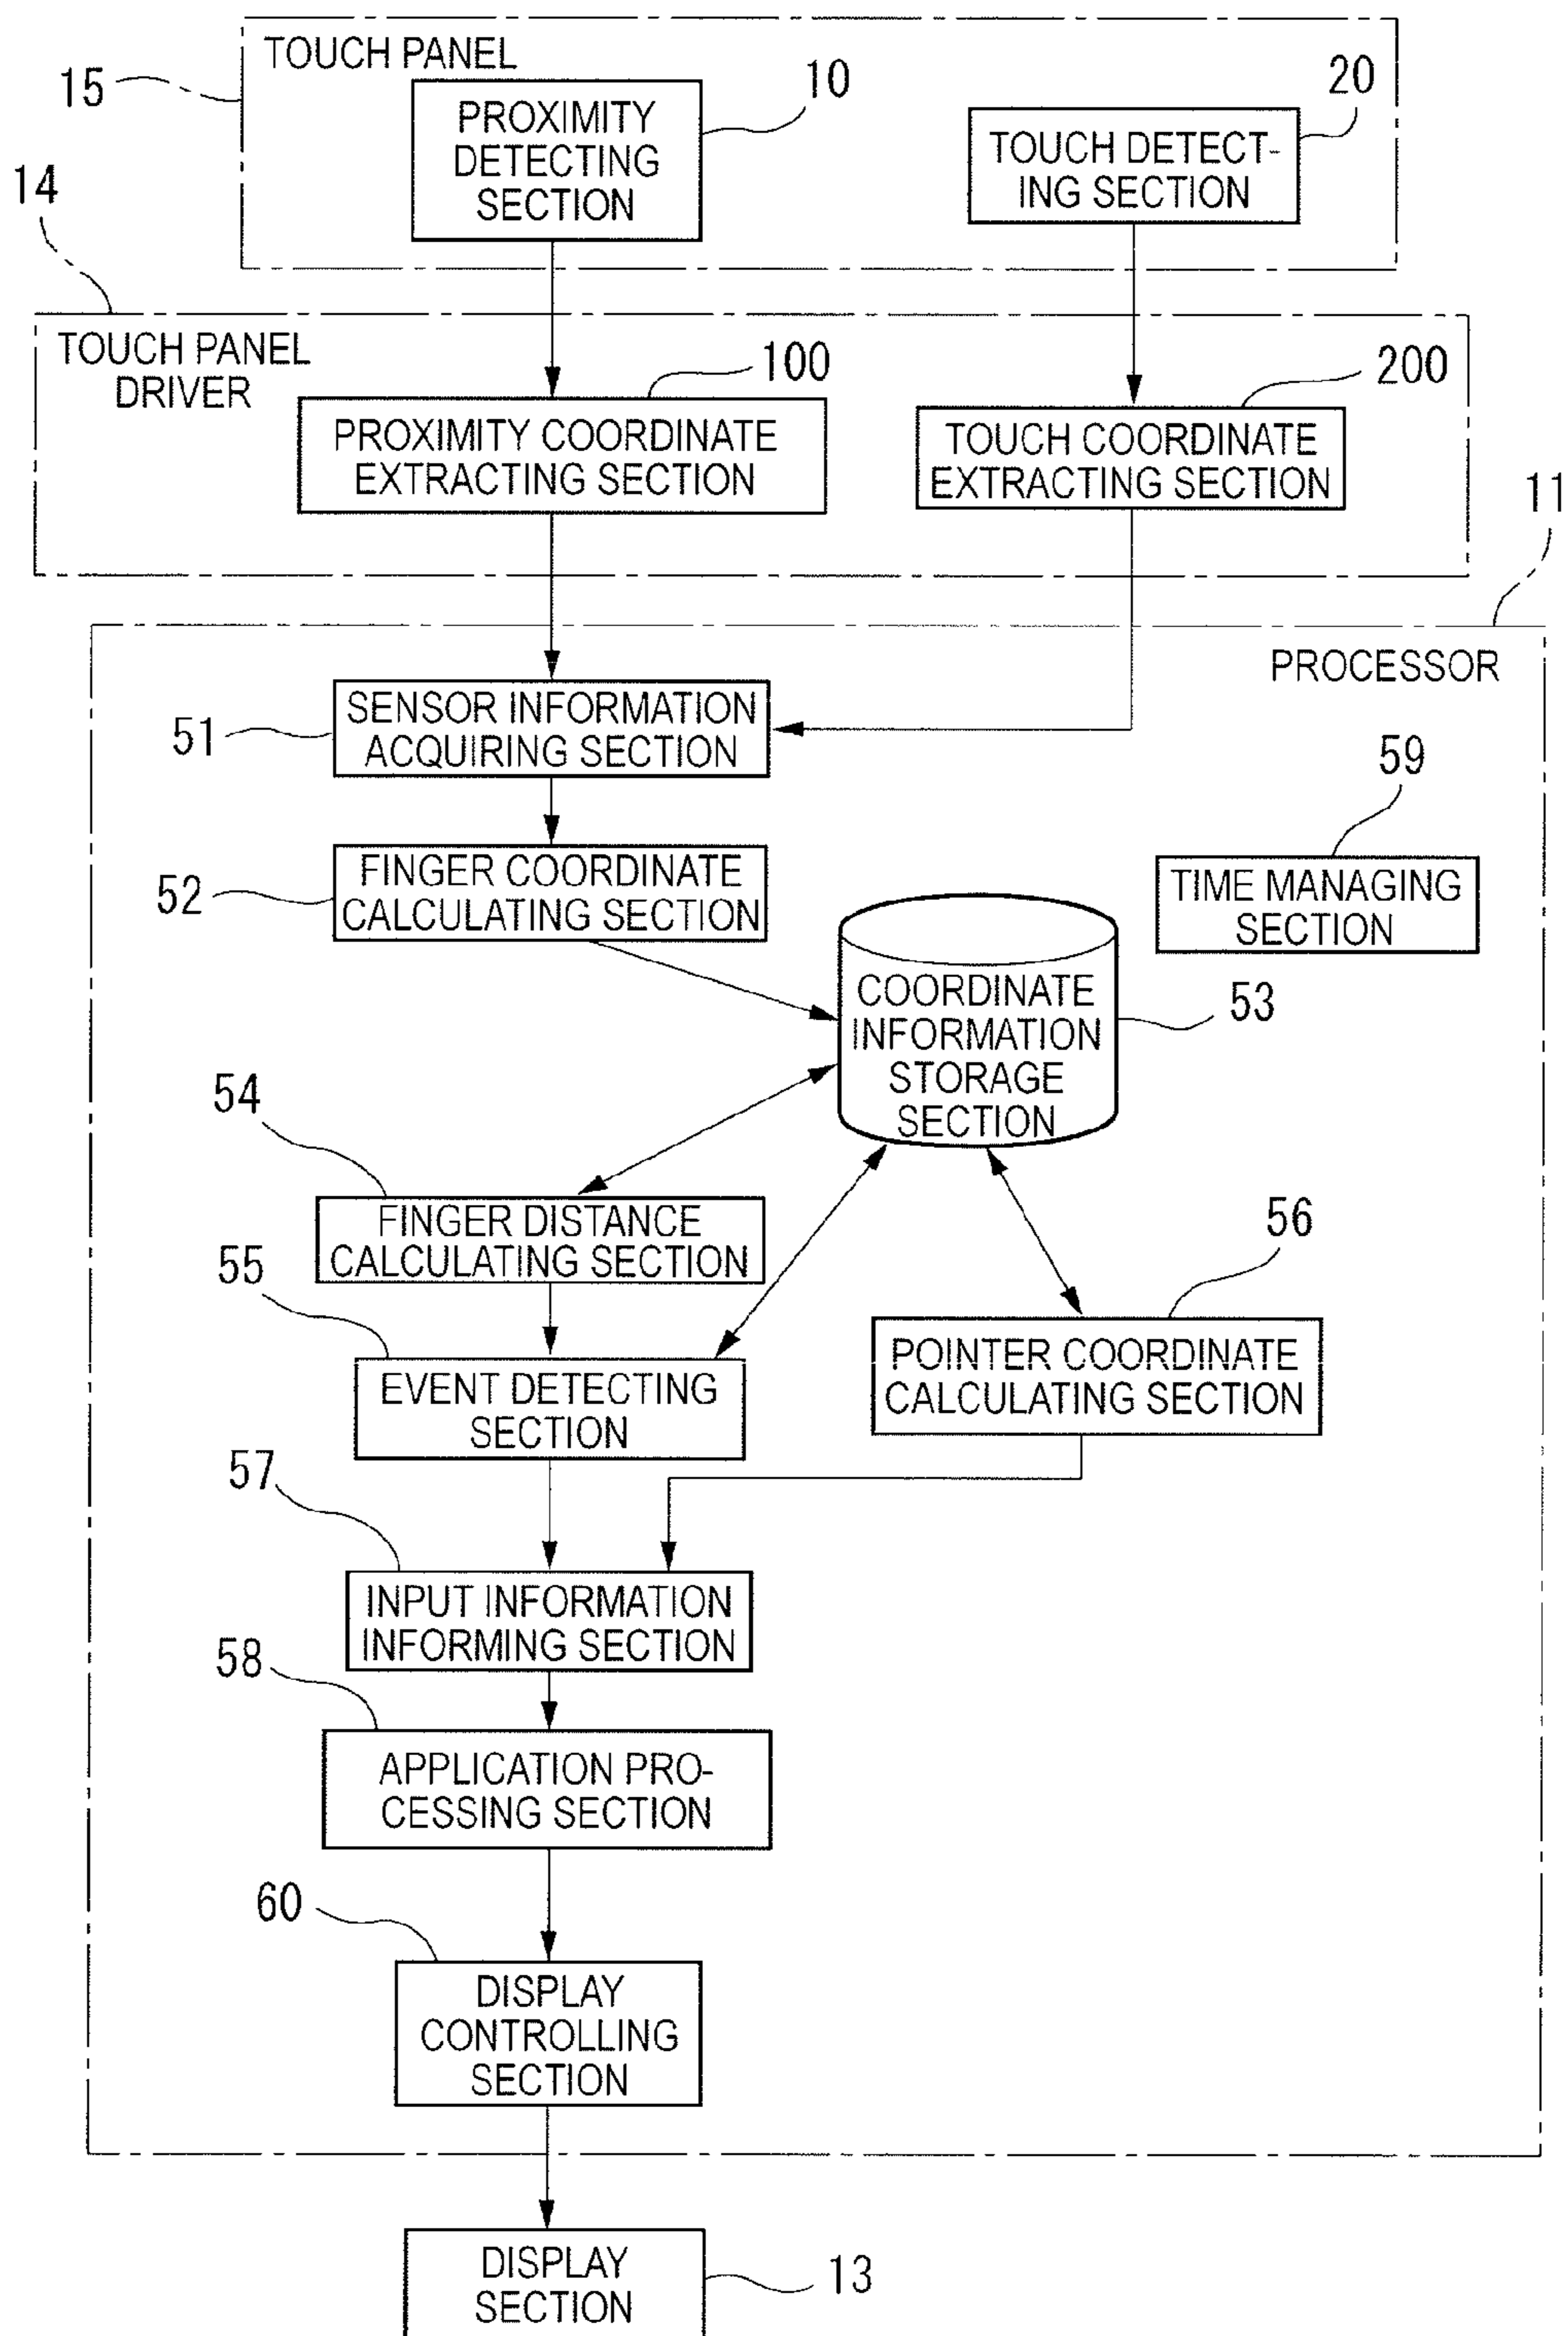 TOUCH PANEL
15
10
20
PROXIMITY
DETECTING
SECTION
TOUCH DETECT-
ING SECTION
14
TOUCH PANEL
DRIVER
100
200
PROXIMITY COORDINATE
EXTRACTING SECTION
TOUCH COORDINATE
EXTRACTING SECTION
11
PROCESSOR
SENSOR INFORMATION
ACQUIRING SECTION
51
59
FINGER COORDINATE
CALCULATING SECTION
52
TIME MANAGING
SECTION
COORDINATE
INFORMATION
STORAGE
SECTION
53
54
FINGER DISTANCE
CALCULATING SECTION
56
55
EVENT DETECTING
SECTION
POINTER COORDINATE
CALCULATING SECTION
57
INPUT INFORMATION
INFORMING SECTION
58
APPLICATION PRO-
CESSING SECTION
60
DISPLAY
CONTROLLING
SECTION
DISPLAY
SECTION
13